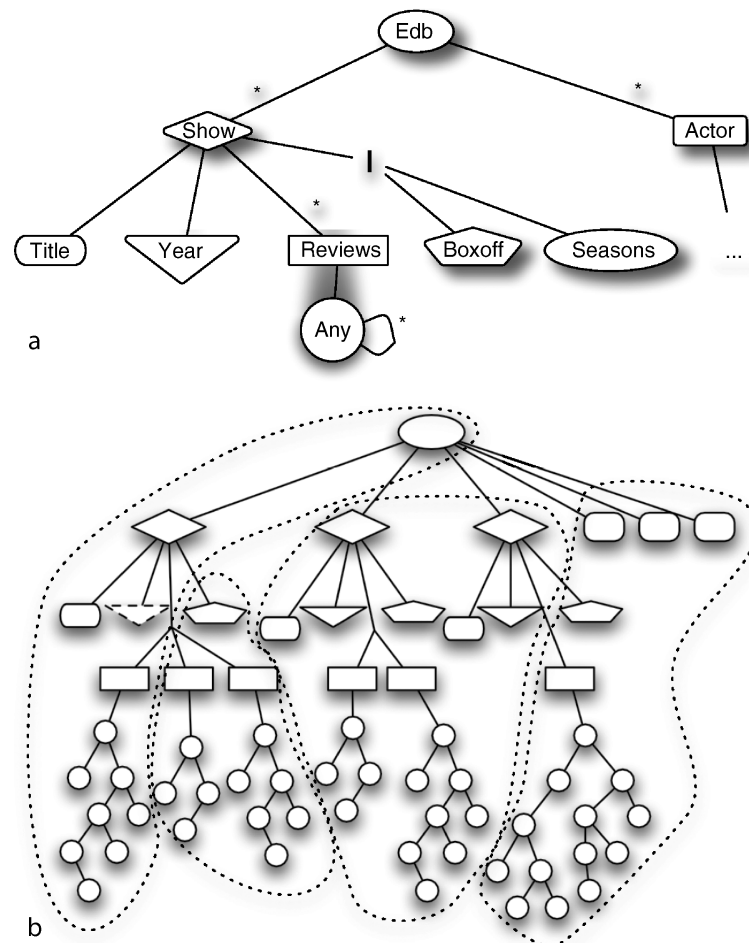 Edb
*
*
Show
Actor
|
*
Title
Year
Reviews
Boxoff
Seasons
...
Any
*
a
b